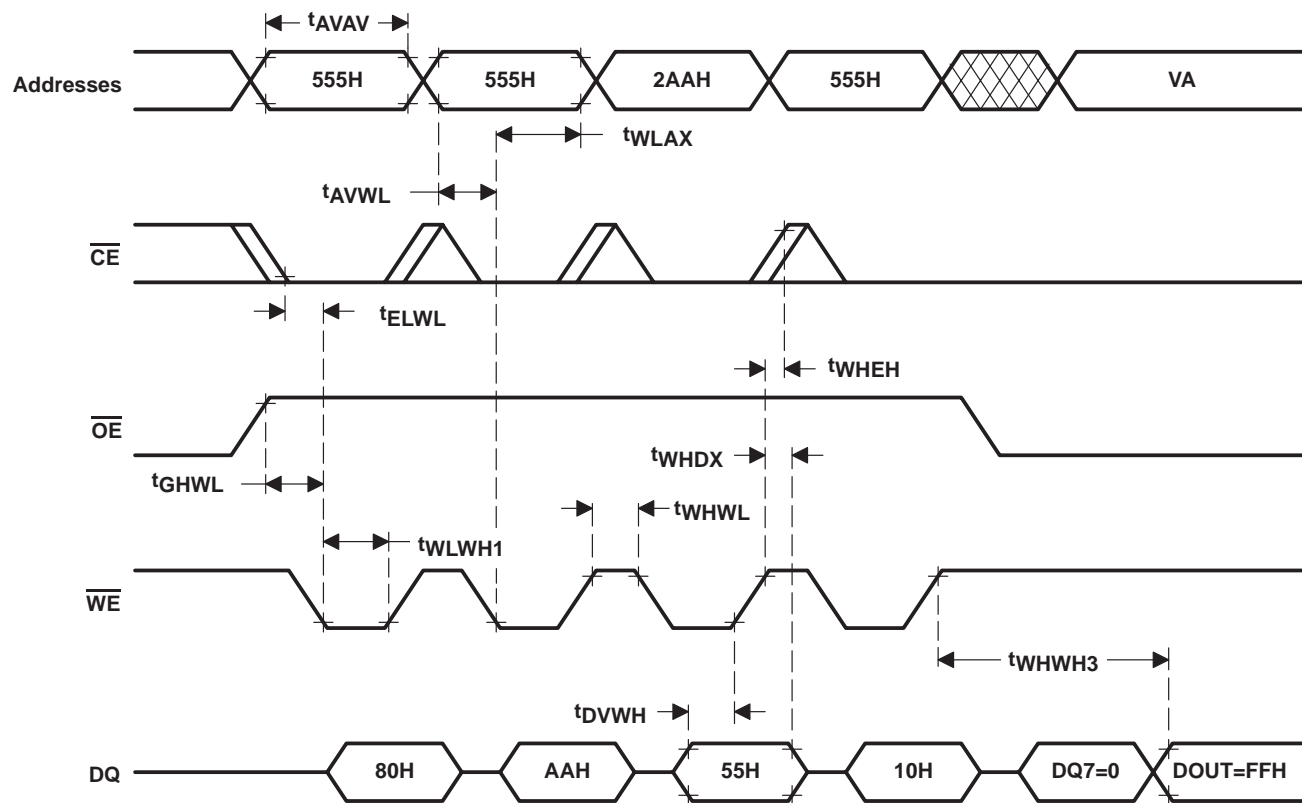 tAVAV
Addresses 555H 555H 2AAH 555H VA
tWLAX
tAVWL
CE
tELWL
tWHEH
OE
tWHDX
tGHWL
tWHWL
tWLWH1
WE
tWHWH3
tDVWH
DQ 80H AAH 55H 10H DQ7=0 DOUT=FFH